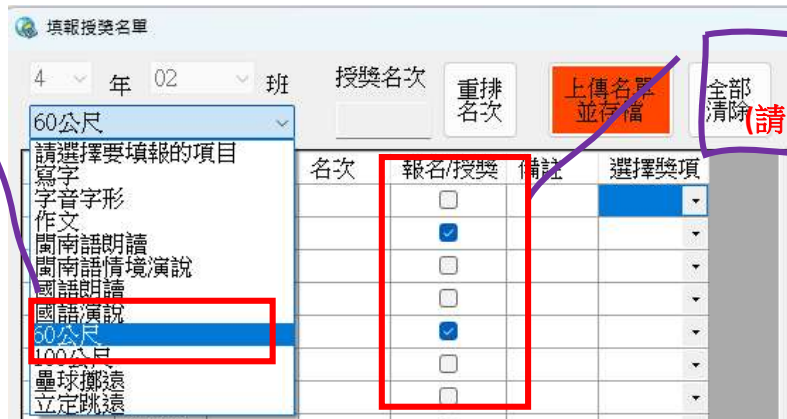 填報授獎名單
4 年 02 班 授獎名次 重排名次 上傳名單並存檔 全部清除
(請
60公尺
名次 報名/授獎 備註 選擇獎項
請選擇要填報的項目
寫字
字音字形
作文
閩南語朗讀
閩南語情境演說
國語朗讀
國語演說
60公尺
100公尺
壘球擲遠
立定跳遠